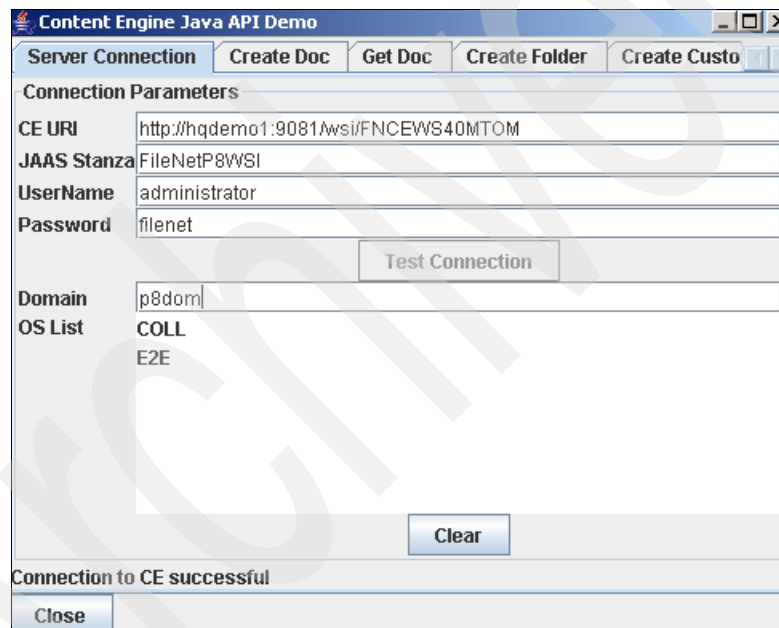 Content Engine Java API Demo
Server Connection Create Doc Get Doc Create Folder Create Custo
Connection Parameters
CE URI http://hqdemo1:9081/wsi/FNCEWS40MTOM
JAAS Stanza FileNetP8WSI
UserName administrator
Password filenet
Test Connection
Domain p8dom
OS List COLL
E2E
Clear
Connection to CE successful
Close